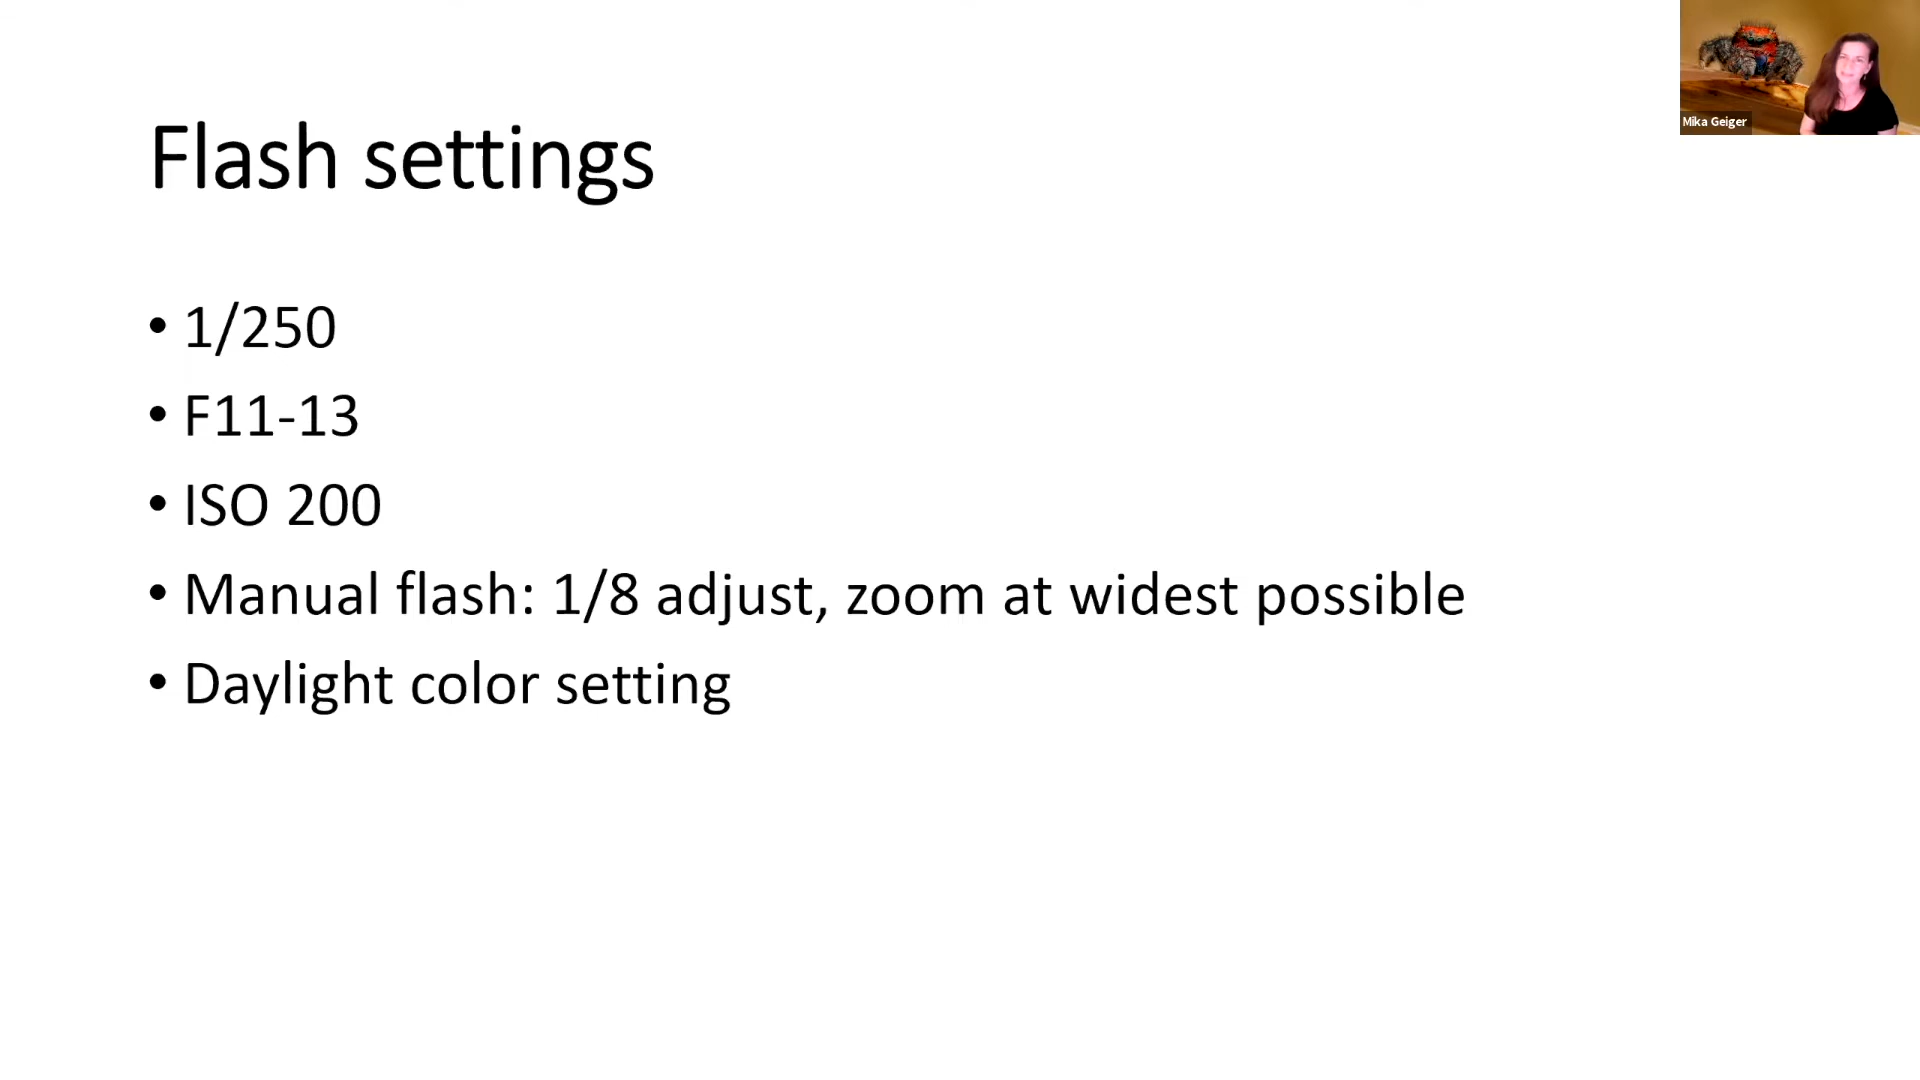 Flash settings
• 1/250
• F11-13
• ISO 200
• Manual flash: 1/8 adjust, zoom at widest possible
• Daylight color setting
Mika Geiger